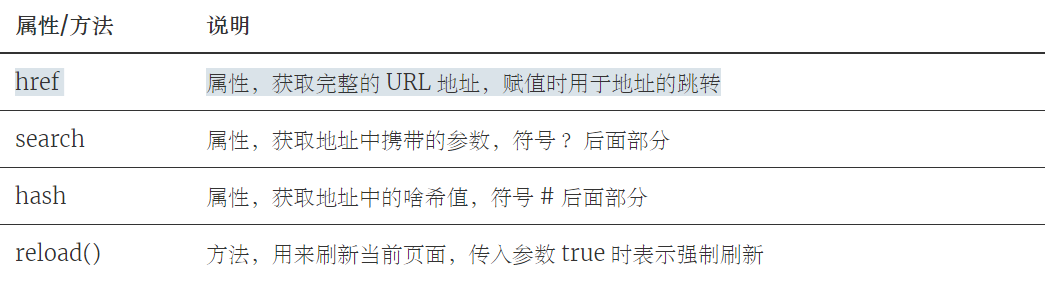 属性/方法 说明
href 属性，获取完整的 URL 地址，赋值时用于地址的跳转
search 属性，获取地址中携带的参数，符号？后面部分
hash 属性，获取地址中的啥希值，符号 # 后面部分
reload() 方法，用来刷新当前页面，传入参数 true 时表示强制刷新